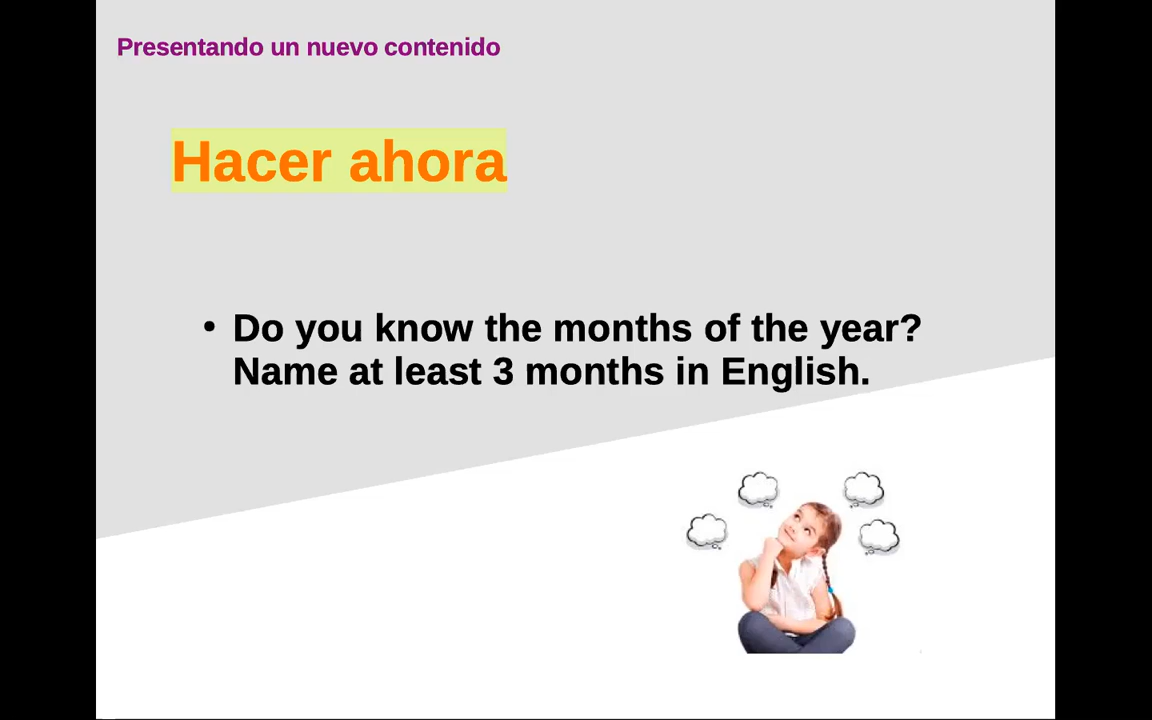 Presentando un nuevo contenido
Hacer ahora
• Do you know the months of the year?
Name at least 3 months in English.